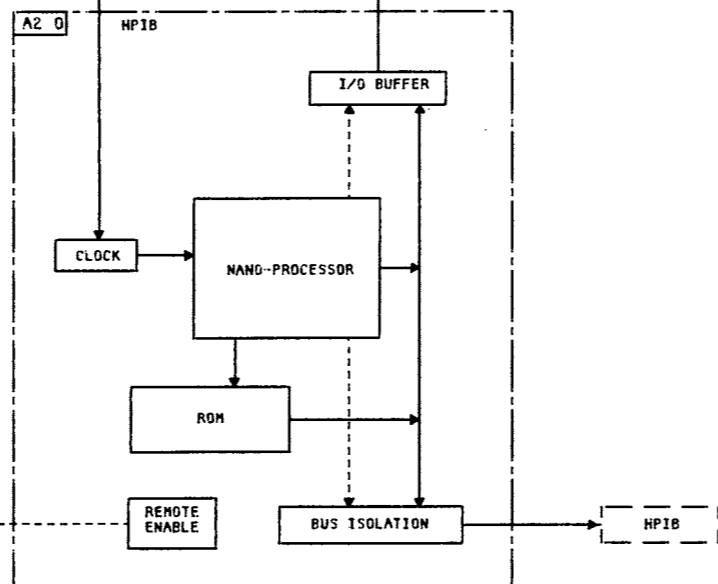 A2 0 HPIB
I/O BUFFER
CLOCK
NANO-PROCESSOR
ROM
REMOTE
ENABLE
BUS ISOLATION
HPIB